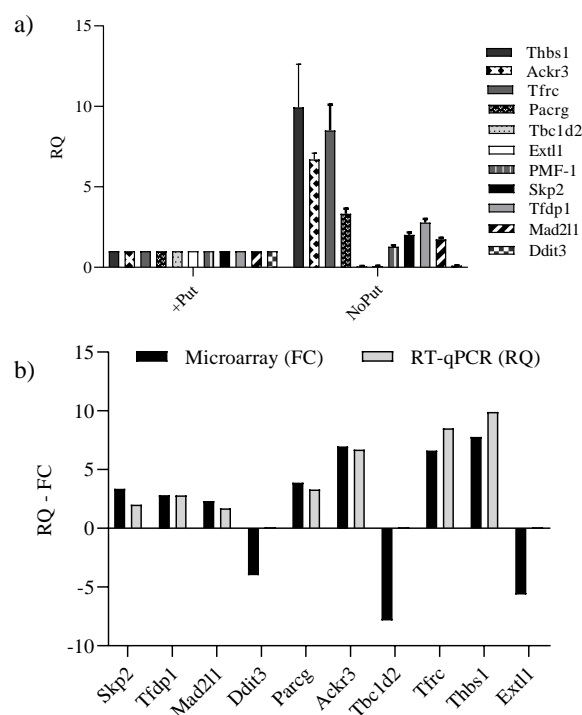 a)
15
10
5
0
RQ
+Put
NoPut
Thbs1
Ackr3
Tfrc
Pacrg
Tbc1d2
Extl1
PMF-1
Skp2
Tfdp1
Mad2l1
Ddit3
b)
Microarray (FC)
RT-qPCR (RQ)
15
10
5
0
-5
-10
RQ - FC
Skp2
Tfdp1
Mad2l1
Ddit3
Parcg
Ackr3
Tbc1d2
Tfrc
Thbs1
Extl1